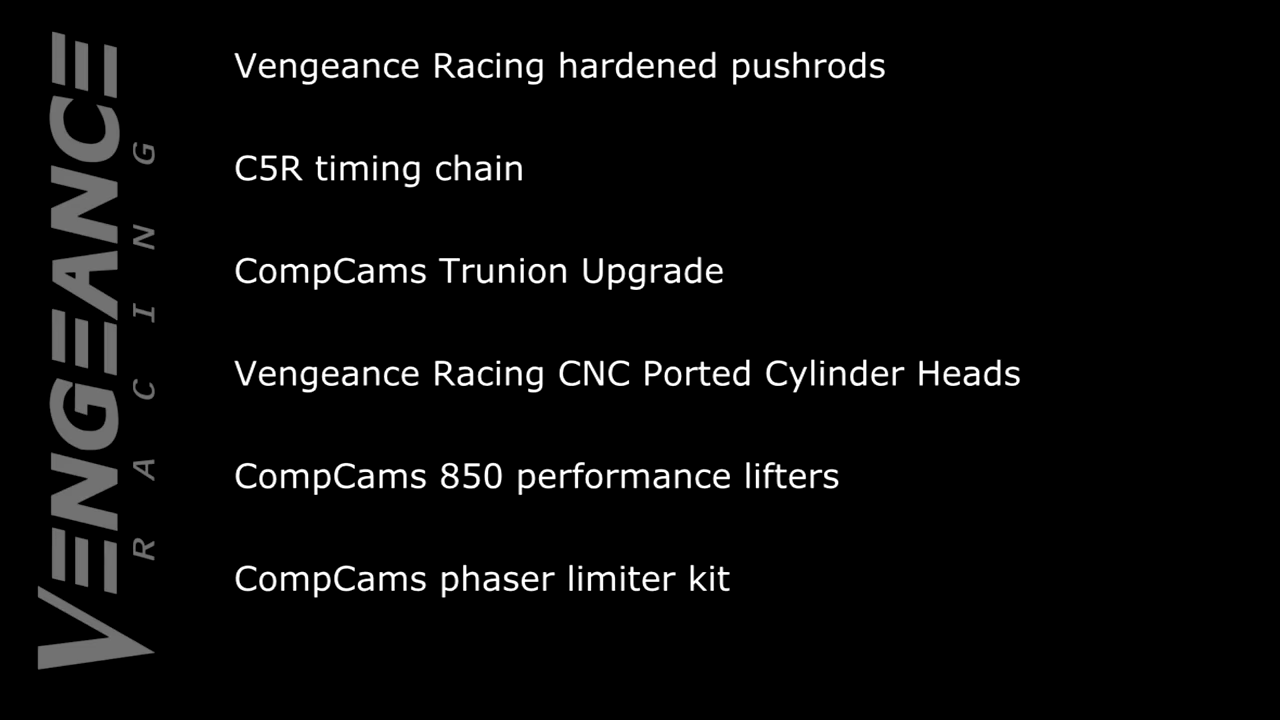 VENGEANCE
RACING
Vengeance Racing hardened pushrods
C5R timing chain
CompCams Trunion Upgrade
Vengeance Racing CNC Ported Cylinder Heads
CompCams 850 performance lifters
CompCams phaser limiter kit